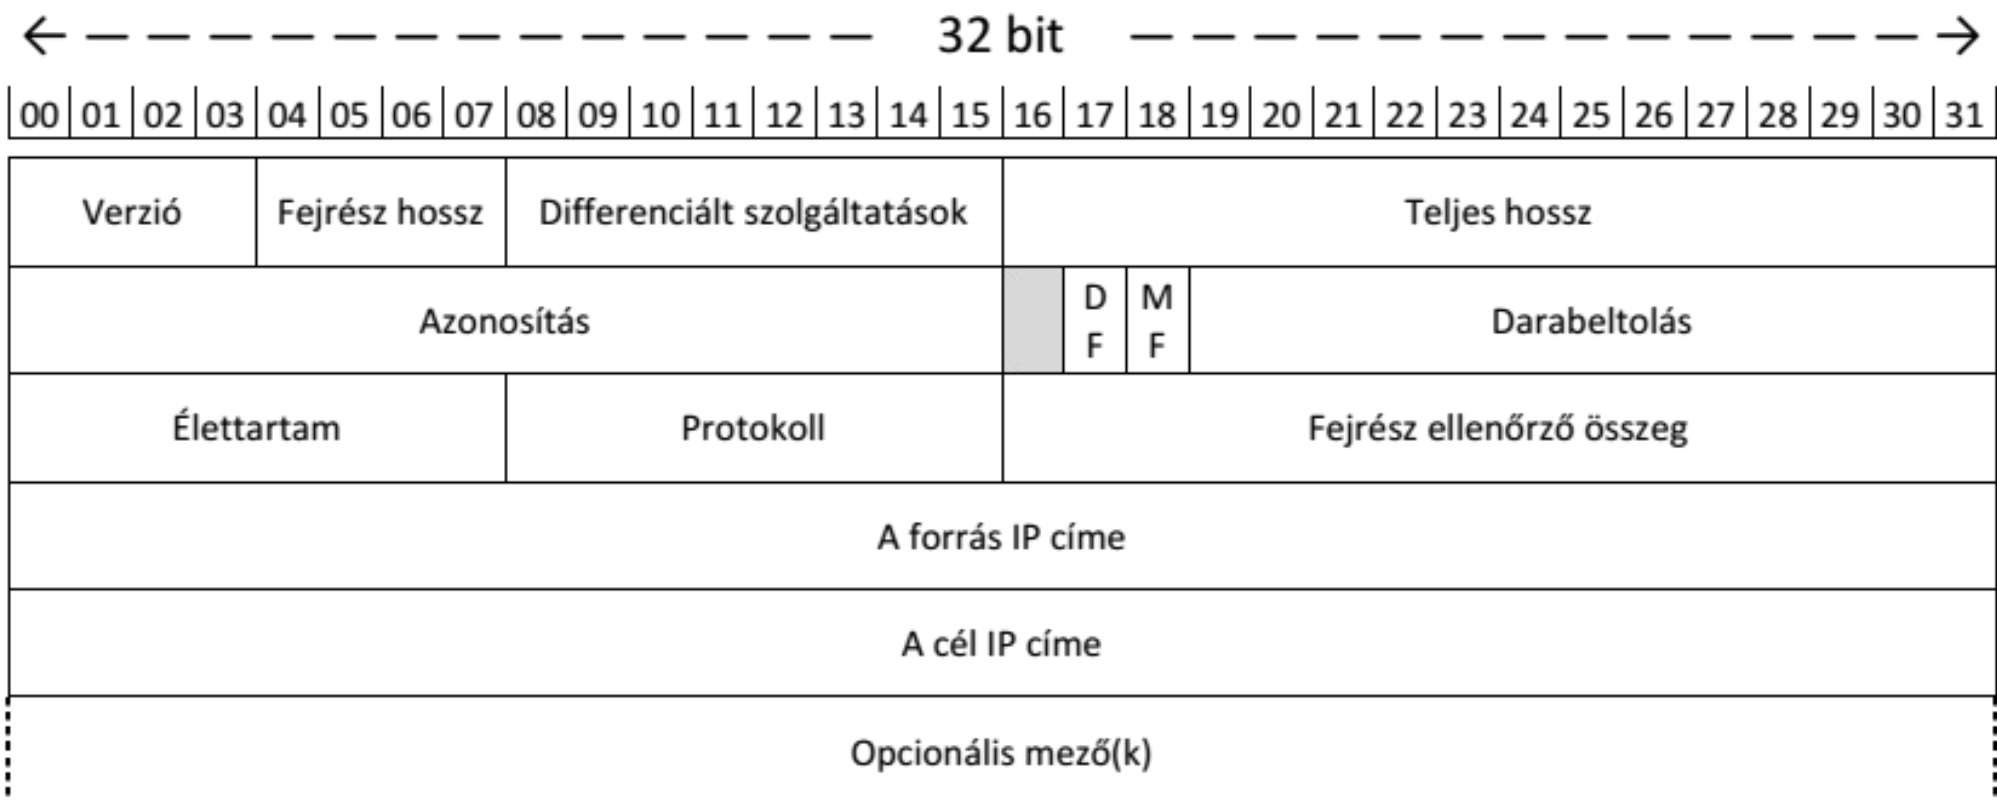 32 bit
00 01 02 03 04 05 06 07 08 09 10 11 12 13 14 15 16 17 18 19 20 21 22 23 24 25 26 27 28 29 30 31
Verzió Fejrész hossz Differenciált szolgáltatások Teljes hossz
Azonosítás DF MF Darabeltolás
Élettartam Protokoll Fejrész ellenőrző összeg
A forrás IP címe
A cél IP címe
Opcionális mező(k)